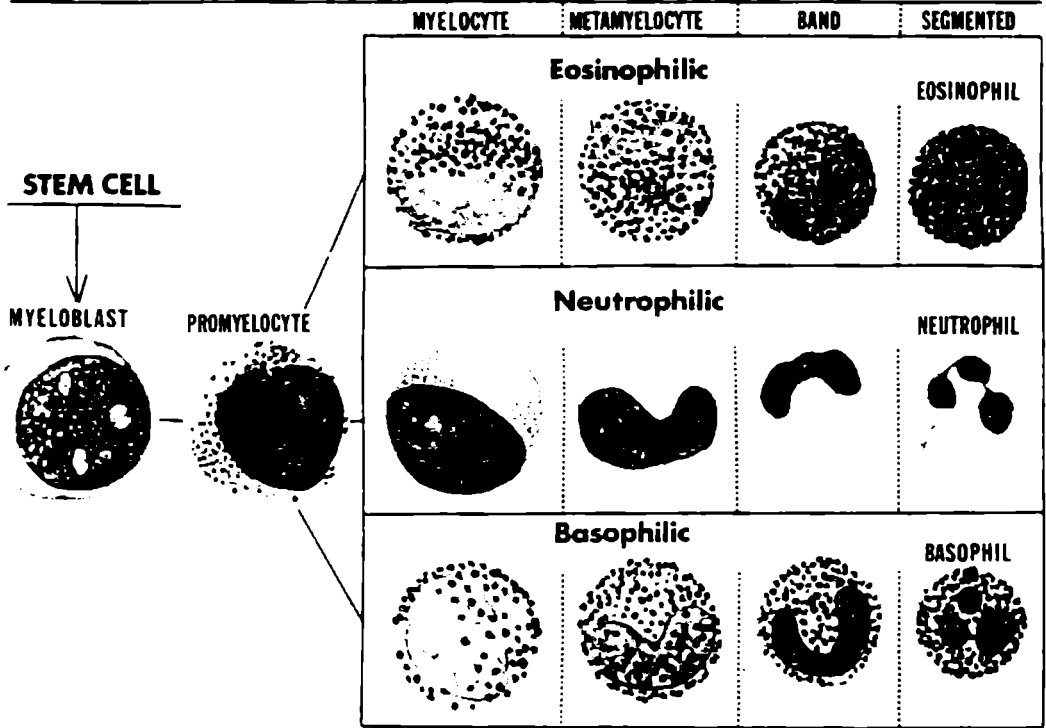 MYELOCYTE METAMYELOCYTE BAND SEGMENTED
Eosinophilic
EOSINOPHIL
STEM CELL
MYELOBLAST
PROMYELOCYTE
Neutrophilic
NEUTROPHIL
Basophilic
BASOPHIL